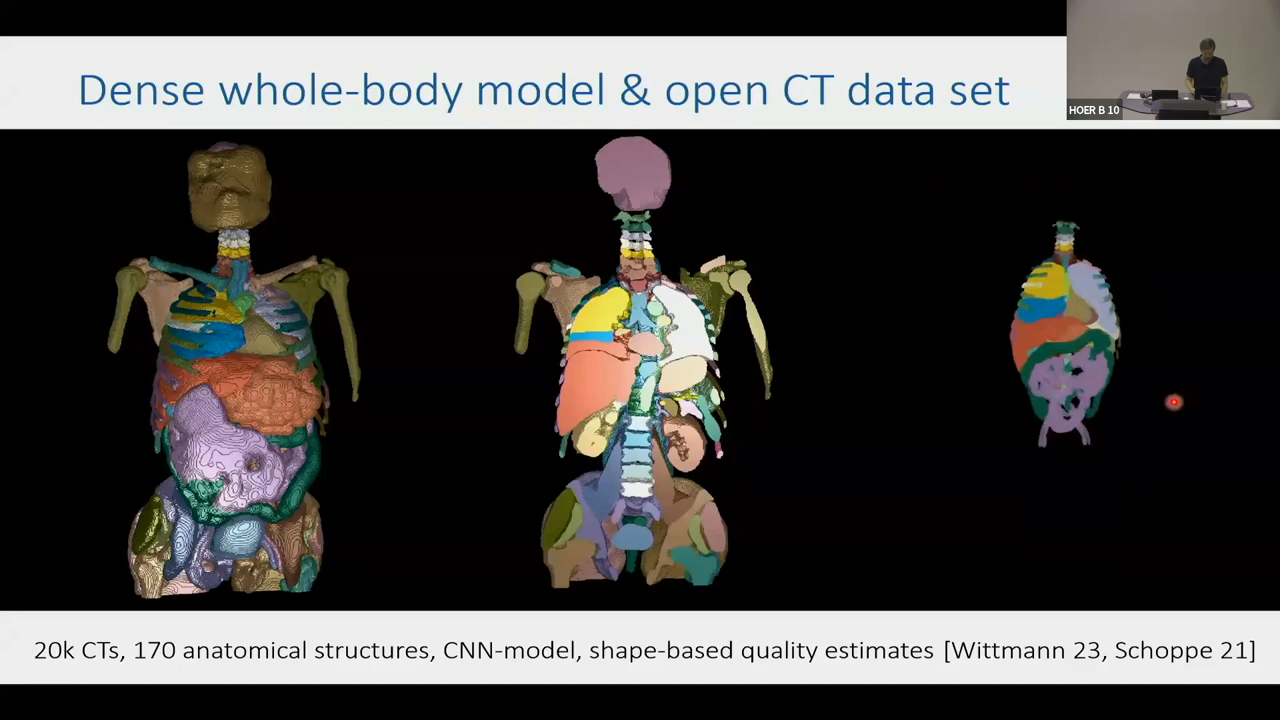 Dense whole-body model & open CT data set
HOER B 10
20k CTs, 170 anatomical structures, CNN-model, shape-based quality estimates [Wittmann 23, Schoppe 21]